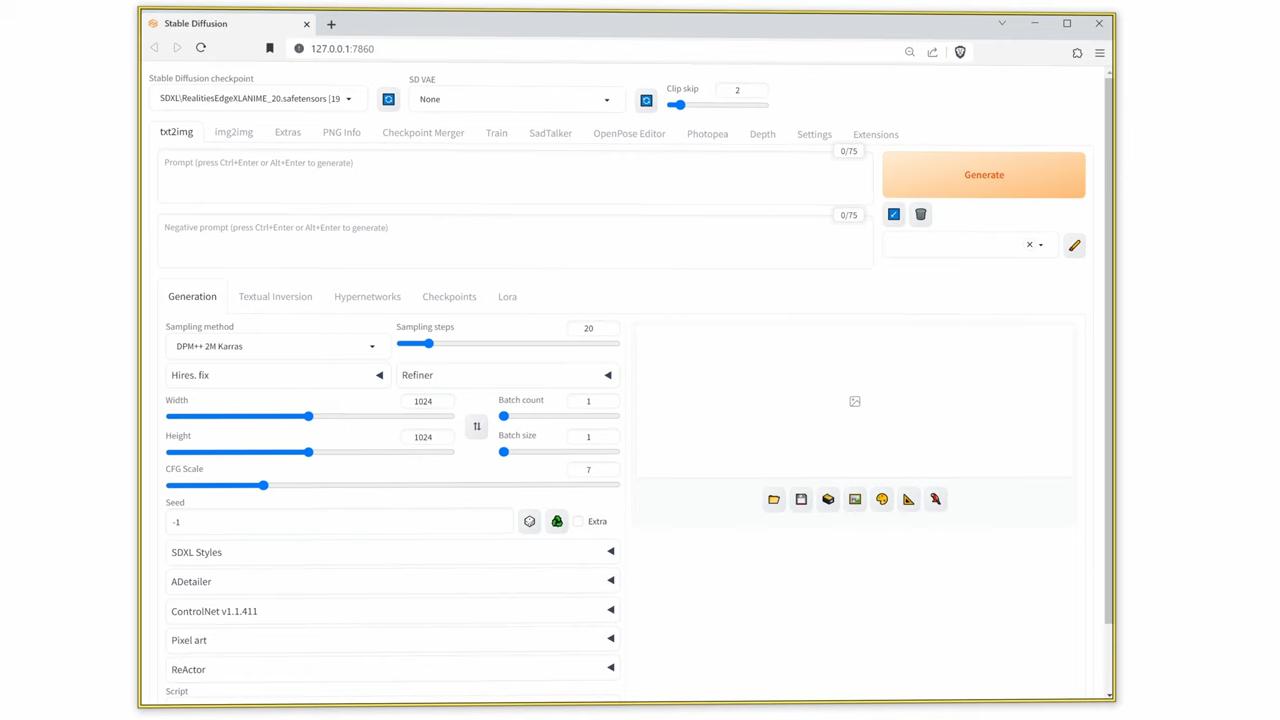 Stable Diffusion
127.0.0.1:7860
Stable Diffusion checkpoint
SD VAE
Clip skip
2
SDXL\RealitiesEdgeXLANIME_20.safetensors [19
None
txt2img
img2img
Extras
PNG Info
Checkpoint Merger
Train
SadTalker
OpenPose Editor
Photopea
Depth
Settings
Extensions
0/75
Prompt (press Ctrl+Enter or Alt+Enter to generate)
Generate
0/75
Negative prompt (press Ctrl+Enter or Alt+Enter to generate)
Generation
Textual Inversion
Hypernetworks
Checkpoints
Lora
Sampling method
Sampling steps
20
DPM++ 2M Karras
Hires. fix
Refiner
Width
1024
Batch count
1
Height
1024
Batch size
1
CFG Scale
7
Seed
-1
Extra
SDXL Styles
ADetailer
ControlNet v1.1.411
Pixel art
ReActor
Script